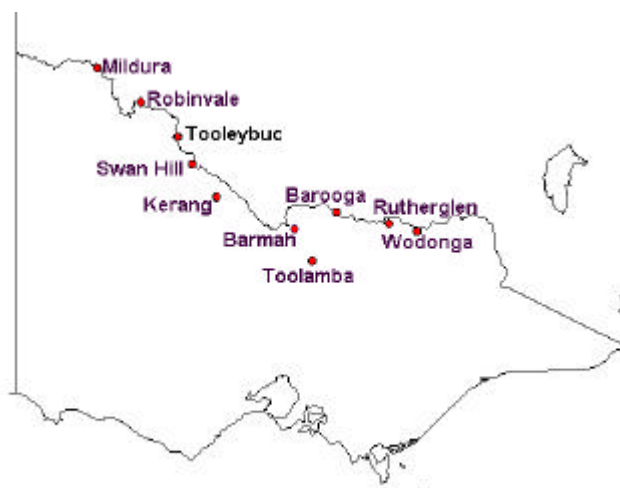 Mildura
Robinvale
Tooleybuc
Swan Hill
Kerang
Barooga
Rutherglen
Barmah
Wodonga
Toolamba